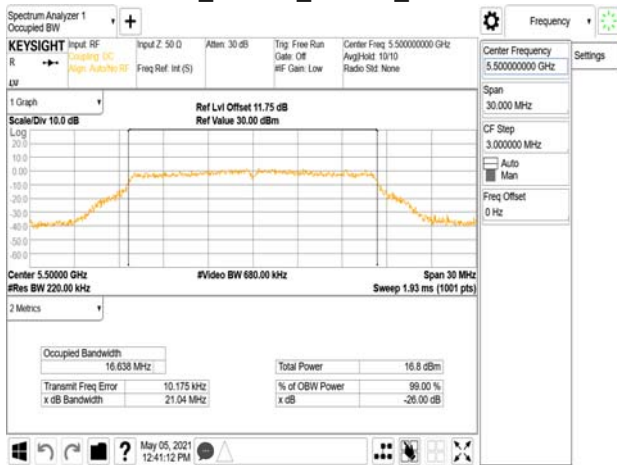 Spectrum Analyzer 1
Occupied BW
Frequency
KEYSIGHT
R
Input: RF
Coupling: DC
Align: Auto/No RF
Input Z: 50 Ω
Freq Ref: Int (S)
Atten: 30 dB
Trig: Free Run
Gate: Off
#IF Gain: Low
Center Freq: 5.500000000 GHz
Avg|Hold: 10/10
Radio Std: None
LU
Center Frequency
5.500000000 GHz
Settings
Span
30.000 MHz
CF Step
3.000000 MHz
Auto
Man
Freq Offset
0 Hz
1 Graph
Scale/Div 10.0 dB
Ref Lvl Offset 11.75 dB
Ref Value 30.00 dBm
Log
20.0
10.0
0.00
-10.0
-20.0
-30.0
-40.0
-50.0
-60.0
Center 5.50000 GHz
#Res BW 220.00 kHz
#Video BW 680.00 kHz
Span 30 MHz
Sweep 1.93 ms (1001 pts)
2 Metrics
Occupied Bandwidth
16.638 MHz
Transmit Freq Error 10.175 kHz
x dB Bandwidth 21.04 MHz
Total Power 16.8 dBm
% of OBW Power 99.00 %
x dB -26.00 dB
May 05, 2021
12:41:12 PM